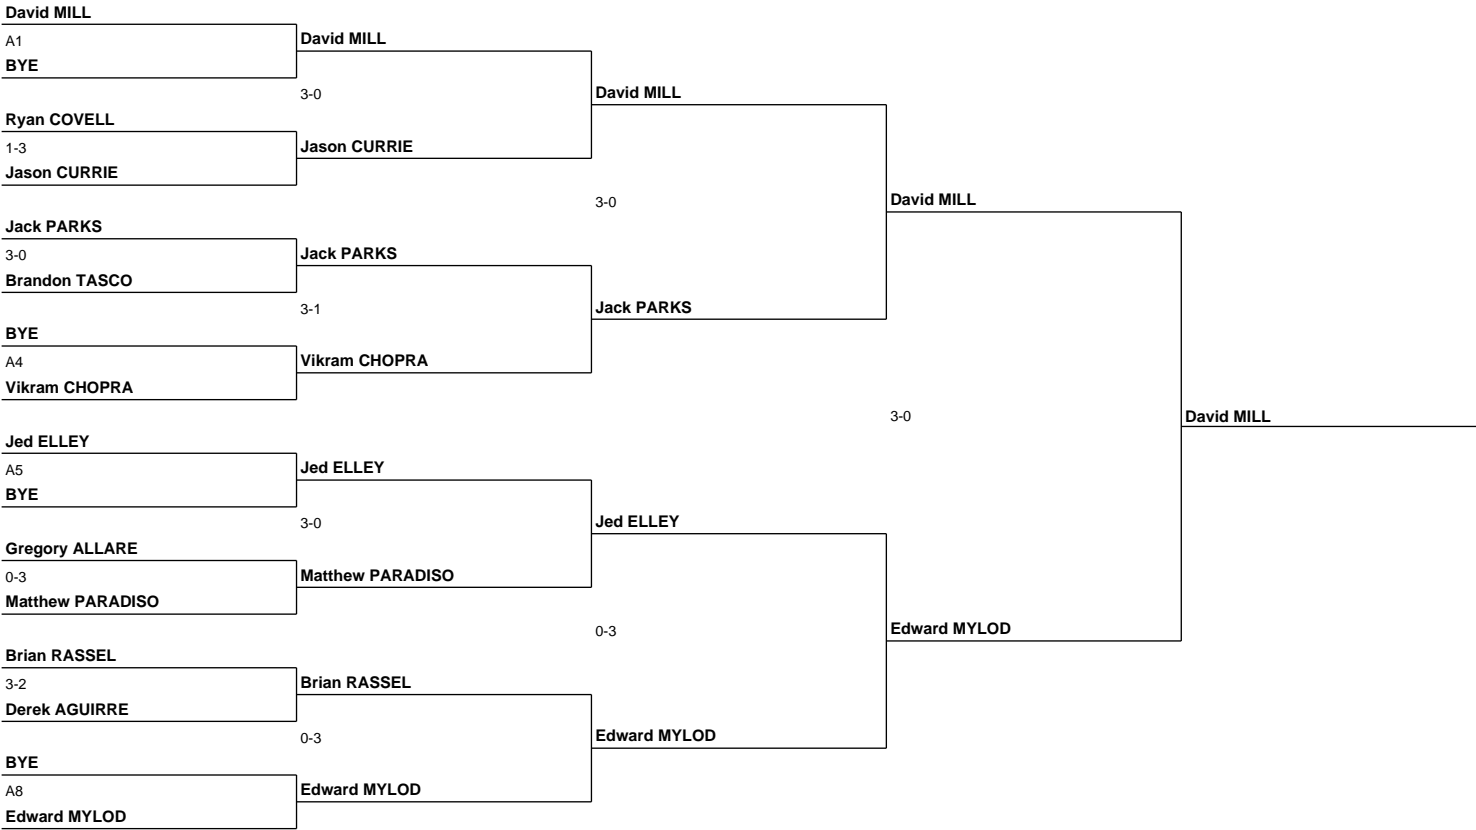 David MILL
A1
BYE
Ryan COVELL
1-3
Jason CURRIE
Jack PARKS
3-0
Brandon TASCO
BYE
A4
Vikram CHOPRA
Jed ELLEY
A5
BYE
Gregory ALLARE
0-3
Matthew PARADISO
Brian RASSEL
3-2
Derek AGUIRRE
BYE
A8
Edward MYLOD
David MILL
3-0
Jason CURRIE
Jack PARKS
3-1
Vikram CHOPRA
Jed ELLEY
3-0
Matthew PARADISO
Brian RASSEL
0-3
Edward MYLOD
David MILL
3-0
Jack PARKS
Jed ELLEY
0-3
Edward MYLOD
David MILL
3-0
Edward MYLOD
David MILL